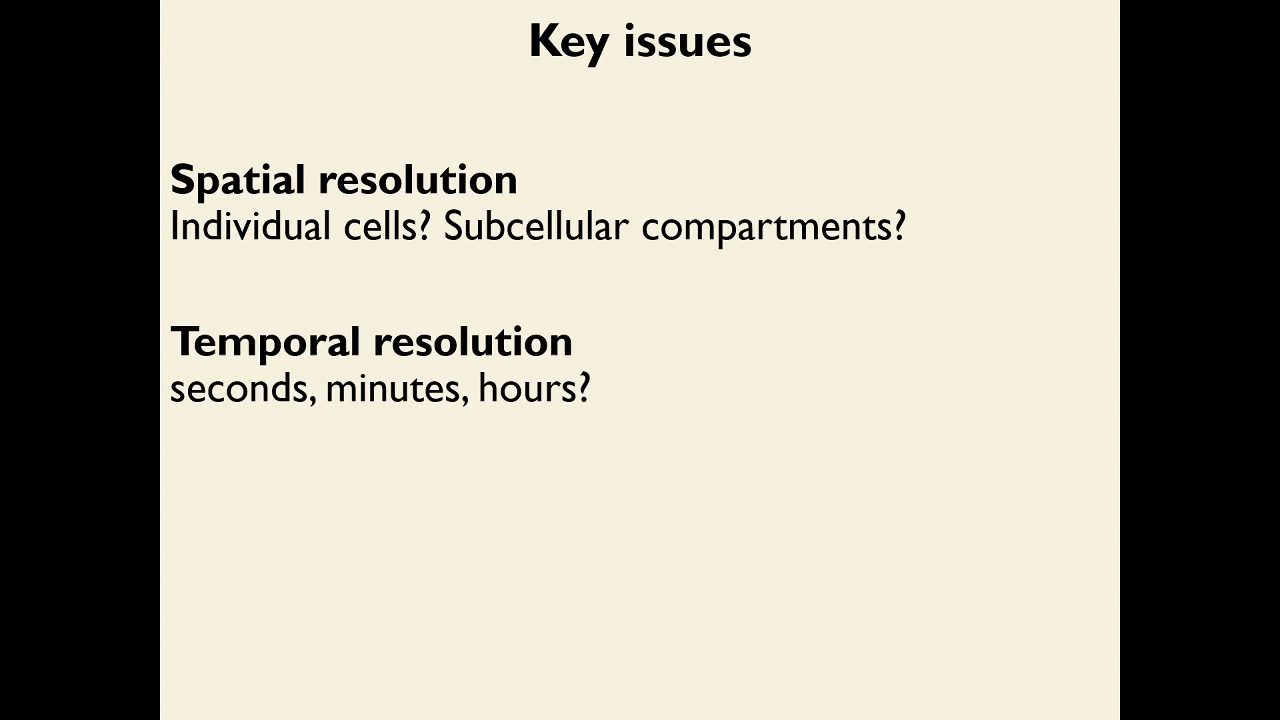 Key issues
Spatial resolution
Individual cells? Subcellular compartments?
Temporal resolution
seconds, minutes, hours?